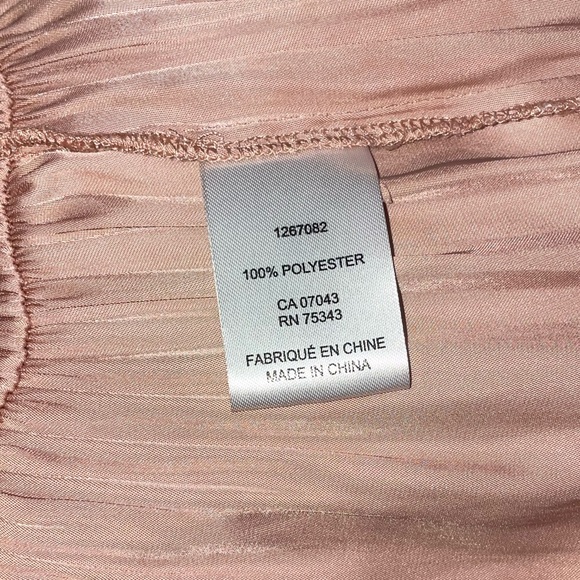 1267082
100% POLYESTER
CA 07043
RN 75343
FABRIQUÉ EN CHINE
MADE IN CHINA